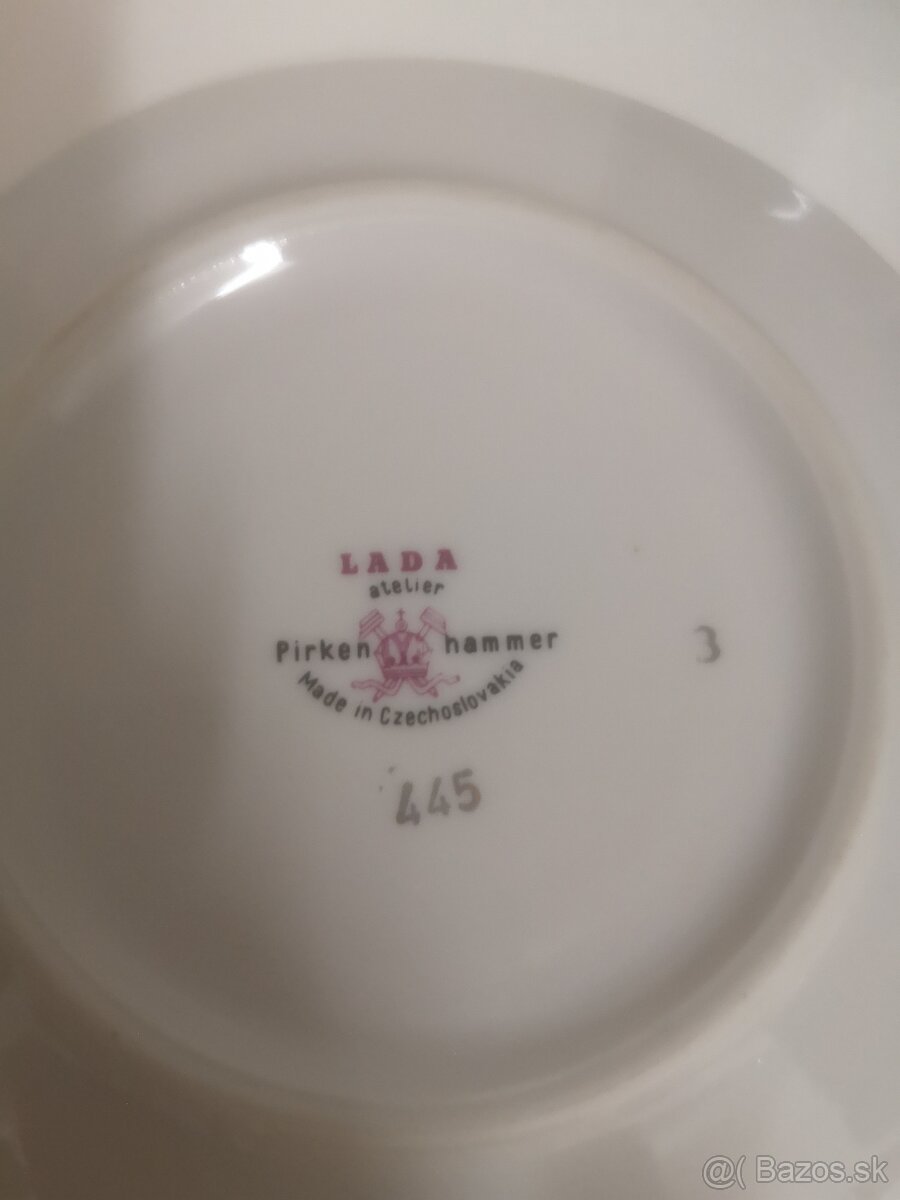 LADA
atelier
Pirken hammer
Made in Czechoslovakia
3
445
@( Bazos.sk